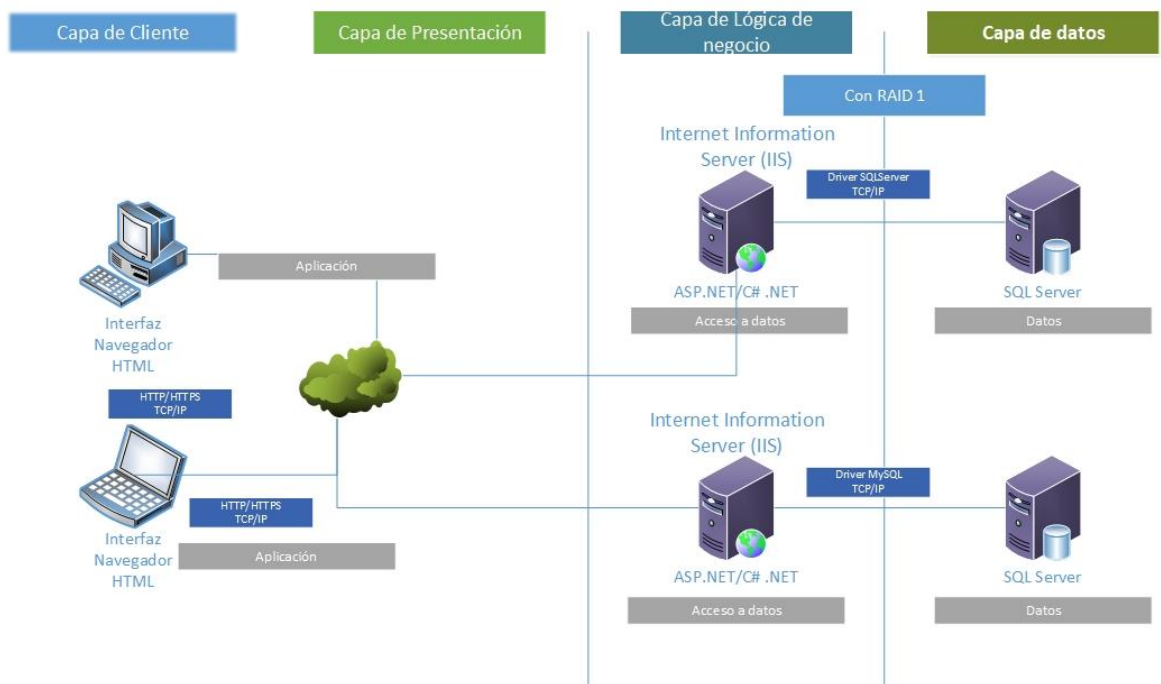 Capa de Cliente
Capa de Presentación
Capa de Lógica de
negocio
Capa de datos
Con RAID 1
Internet Information
Server (IIS)
Driver SQLServer
TCP/IP
Aplicación
ASP.NET/C# .NET
SQL Server
Acceso a datos
Datos
Interfaz
Navegador
HTML
HTTP/HTTPS
TCP/IP
Internet Information
Server (IIS)
Driver MySQL
TCP/IP
HTTP/HTTPS
TCP/IP
Interfaz
Navegador
HTML
Aplicación
ASP.NET/C# .NET
SQL Server
Acceso a datos
Datos